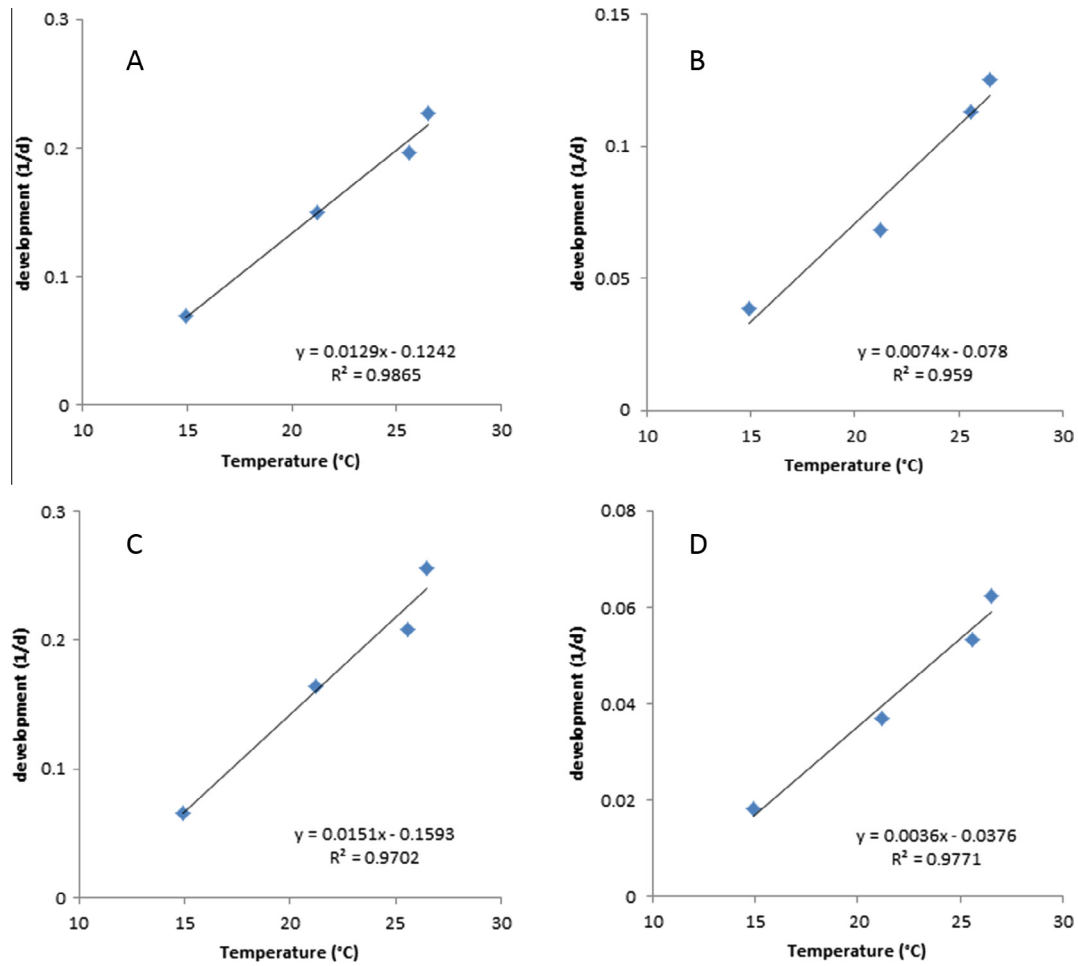 A
0.3
0.2
0.1
0
development (1/d)
y = 0.0129x - 0.1242
R² = 0.9865
10 15 20 25 30
Temperature (°C)
B
0.15
0.1
0.05
0
development (1/d)
y = 0.0074x - 0.078
R² = 0.959
10 15 20 25 30
Temperature (°C)
C
0.3
0.2
0.1
0
development (1/d)
y = 0.0151x - 0.1593
R² = 0.9702
10 15 20 25 30
Temperature (°C)
D
0.08
0.06
0.04
0.02
0
development (1/d)
y = 0.0036x - 0.0376
R² = 0.9771
10 15 20 25 30
Temperature (°C)